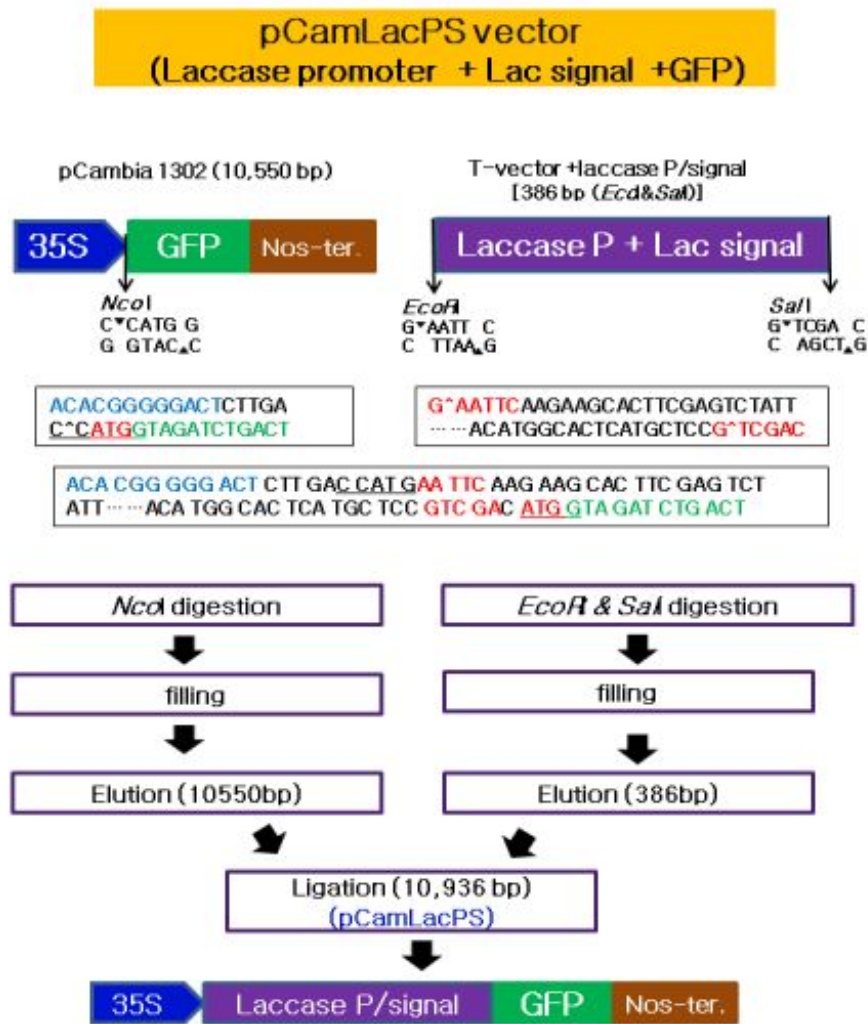 pCamLacPS vector
(Laccase promoter + Lac signal +GFP)
pCambia 1302 (10,550 bp)
T-vector +laccase P/signal
[386 bp (EcoI&SalI)]
35S
GFP
Nos-ter.
Laccase P + Lac signal
NcoI
C▼CATG G
G GTAC▲C
EcoRI
G▼AATT C
C TTAA▲G
SalI
G▼TCGA C
C AGCT▲G
ACACGGGGGACTCTTGA
C^CATGGTAGATCTGACT
G^AATTCAAGAAGCACTTCGAGTCTATT
……ACATGGCACTCATGCTCCG^TCGAC
ACA CGG GGG ACT CTT GACCATGAA TTC AAG AAG CAC TTC GAG TCT
ATT……ACA TGG CAC TCA TGC TCC GTC GAC ATG GTA GAT CTG ACT
NcoI digestion
EcoRI & SalI digestion
filling
filling
Elution (10550bp)
Elution (386bp)
Ligation (10,936 bp)
(pCamLacPS)
35S
Laccase P/signal
GFP
Nos-ter.